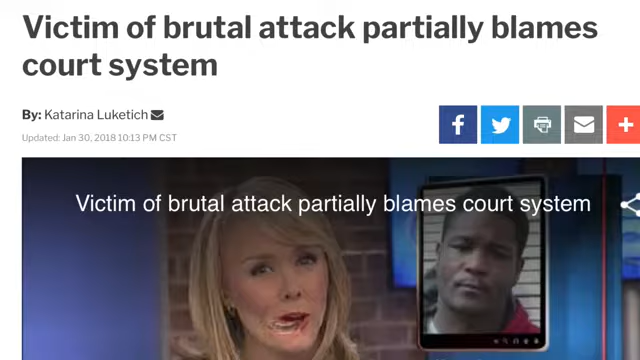 Victim of brutal attack partially blames
court system
By: Katarina Luketich
Updated: Jan 30, 2018 10:13 PM CST
Victim of brutal attack partially blames court system